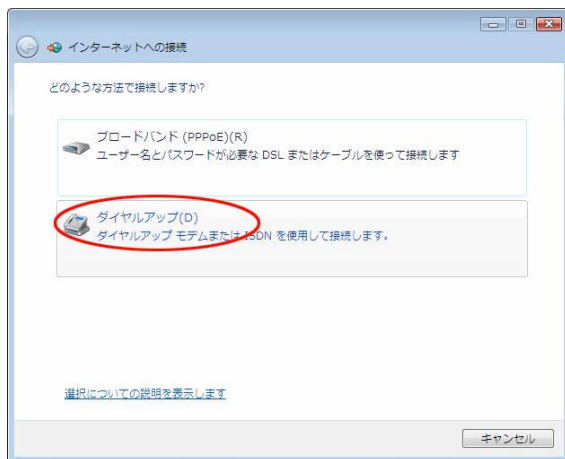 インターネットへの接続
どのような方法で接続しますか?
ブロードバンド (PPPoE)(R)
ユーザー名とパスワードが必要な DSL またはケーブルを使って接続します
ダイヤルアップ(D)
ダイヤルアップ モデムまたは ISDN を使用して接続します。
選択についての説明を表示します
キャンセル